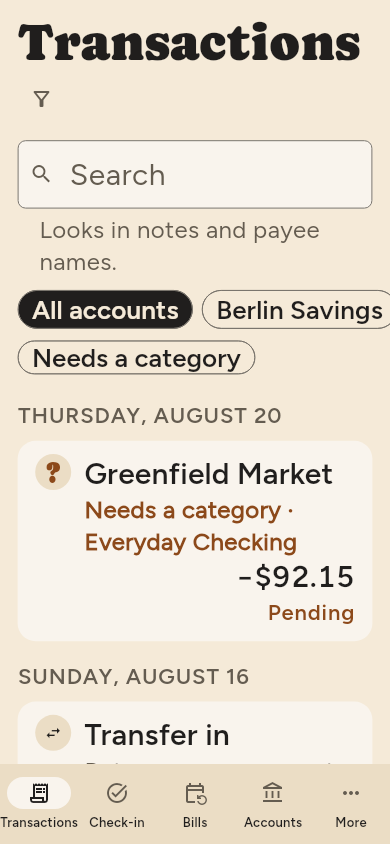 Transactions
Search
Looks in notes and payee
names.
All accounts
Berlin Savings
Needs a category
THURSDAY, AUGUST 20
?
Greenfield Market
Needs a category ·
Everyday Checking
−$92.15
Pending
SUNDAY, AUGUST 16
Transfer in
Transactions
Check-in
Bills
Accounts
More